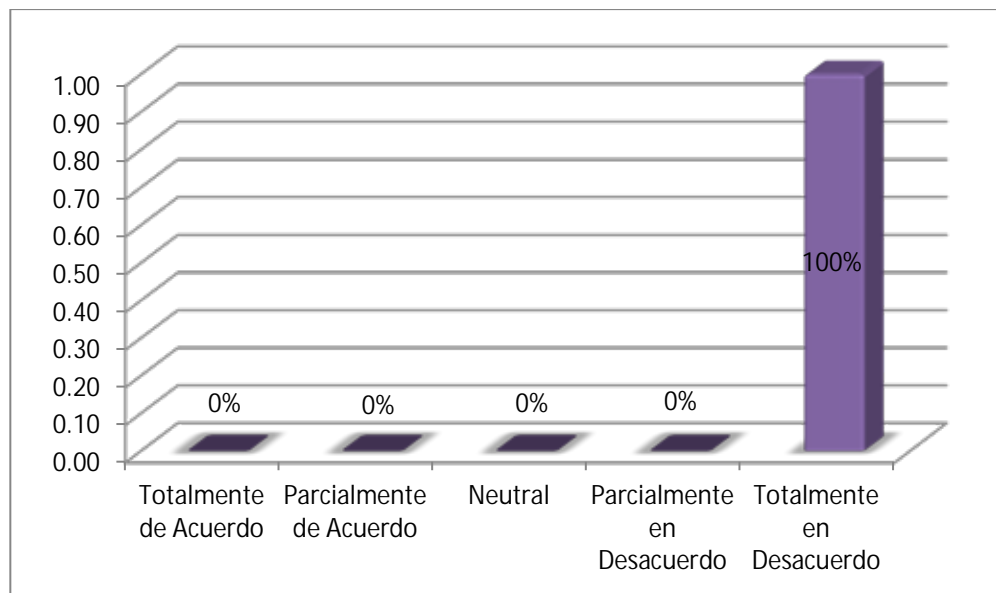 1.00
0.90
0.80
0.70
0.60
0.50
0.40
0.30
0.20
0.10
0.00
0%
0%
0%
0%
100%
Totalmente
de Acuerdo
Parcialmente
de Acuerdo
Neutral
Parcialmente
en
Desacuerdo
Totalmente
en
Desacuerdo